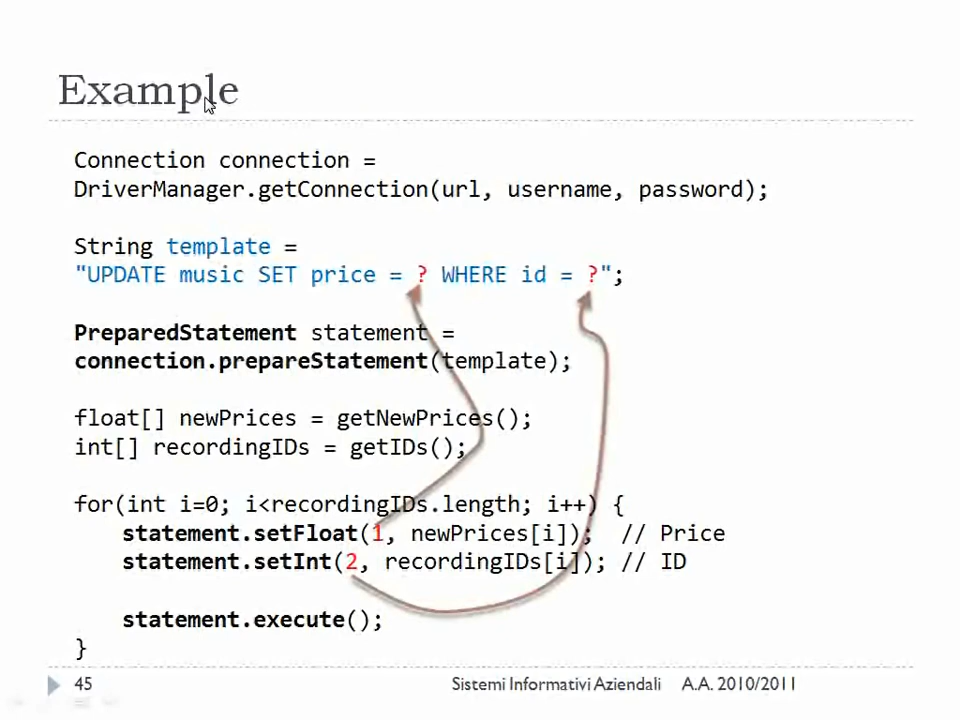 Example
Connection connection =
DriverManager.getConnection(url, username, password);
String template =
"UPDATE music SET price = ? WHERE id = ?";
PreparedStatement statement =
connection.prepareStatement(template);
float[] newPrices = getNewPrices();
int[] recordingIDs = getIDs();
for(int i=0; i<recordingIDs.length; i++) {
statement.setFloat(1, newPrices[i]); // Price
statement.setInt(2, recordingIDs[i]); // ID
statement.execute();
}
45 Sistemi Informativi Aziendali A.A. 2010/2011